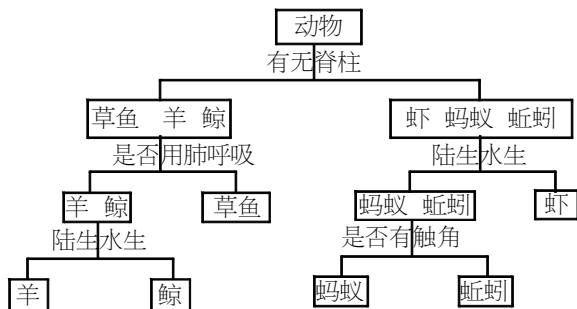 动物
有无脊柱
草鱼 羊 鲸
虾 蚂蚁 蚯蚓
是否用肺呼吸
陆生水生
羊 鲸
草鱼
蚂蚁 蚯蚓
虾
陆生水生
是否有触角
羊
鲸
蚂蚁
蚯蚓